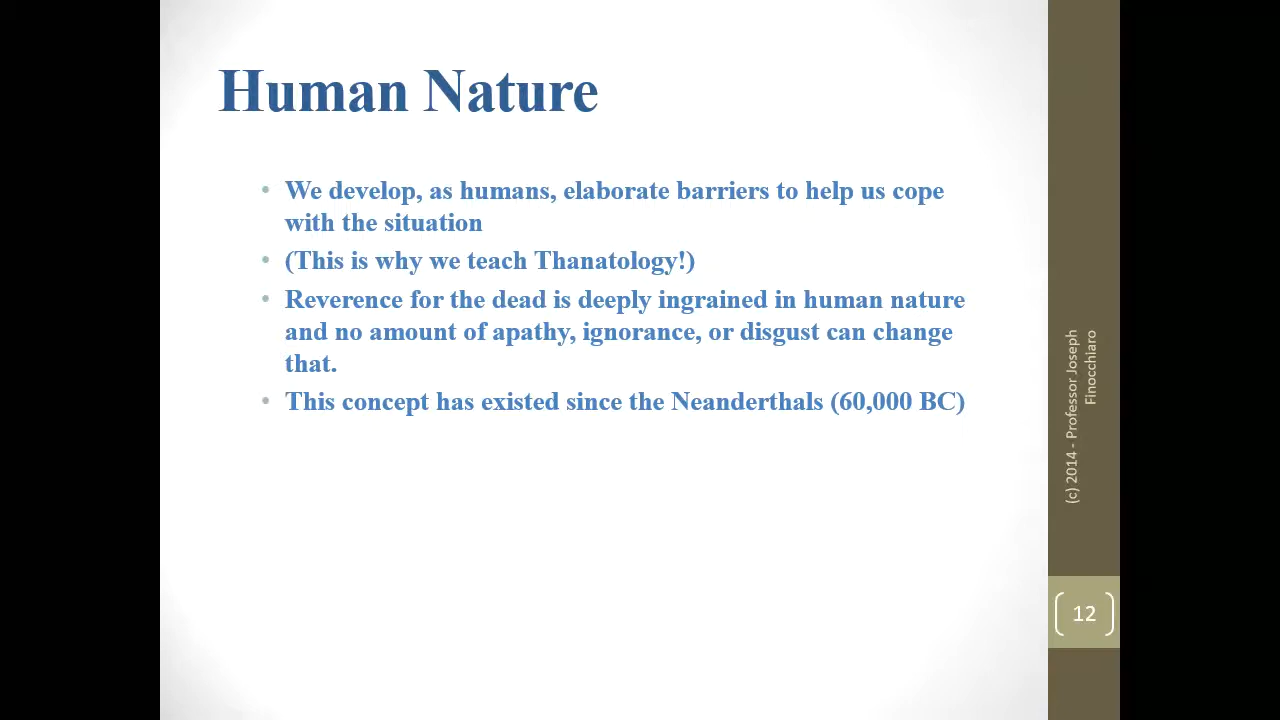 Human Nature
• We develop, as humans, elaborate barriers to help us cope
with the situation
• (This is why we teach Thanatology!)
• Reverence for the dead is deeply ingrained in human nature
and no amount of apathy, ignorance, or disgust can change
that.
• This concept has existed since the Neanderthals (60,000 BC)
(c) 2014 - Professor Joseph
Finocchiaro
12